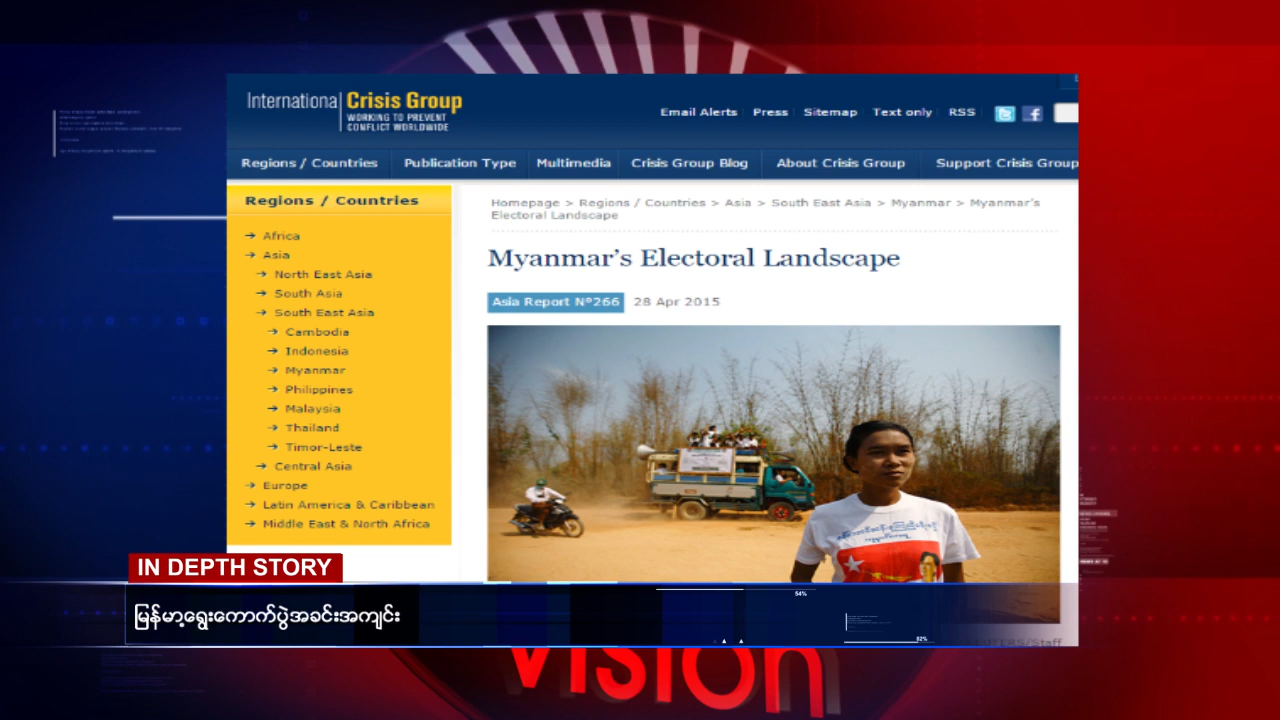 International Crisis Group
WORKING TO PREVENT
CONFLICT WORLDWIDE
Email Alerts Press Sitemap Text only RSS
Regions / Countries Publication Type Multimedia Crisis Group Blog About Crisis Group Support Crisis Group
Regions / Countries
Africa
Asia
North East Asia
South Asia
South East Asia
Cambodia
Indonesia
Myanmar
Philippines
Malaysia
Thailand
Timor-Leste
Central Asia
Europe
Latin America & Caribbean
Middle East & North Africa
Homepage > Regions / Countries > Asia > South East Asia > Myanmar > Myanmar's
Electoral Landscape
Myanmar's Electoral Landscape
Asia Report Nº266 28 Apr 2015
IN DEPTH STORY
မြန်မာ့ရွေးကောက်ပွဲအခင်းအကျင်း
54%
82%
VISION